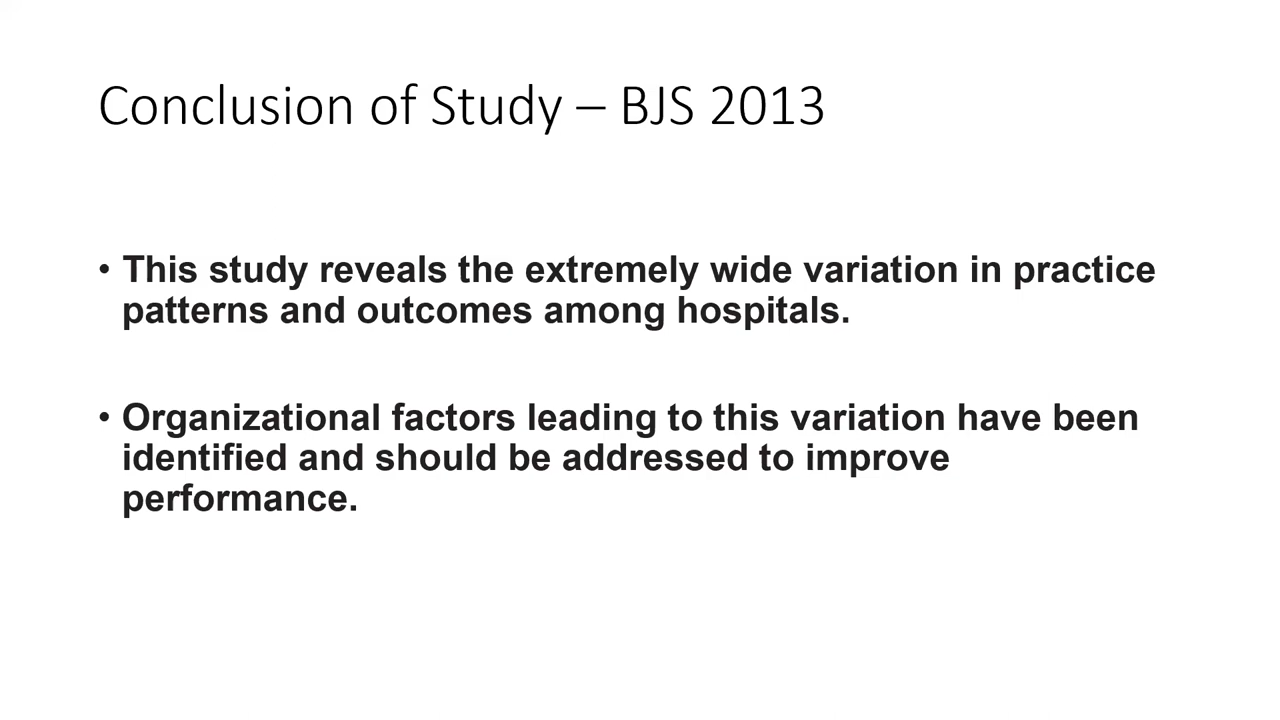 Conclusion of Study – BJS 2013
• This study reveals the extremely wide variation in practice
patterns and outcomes among hospitals.
• Organizational factors leading to this variation have been
identified and should be addressed to improve
performance.